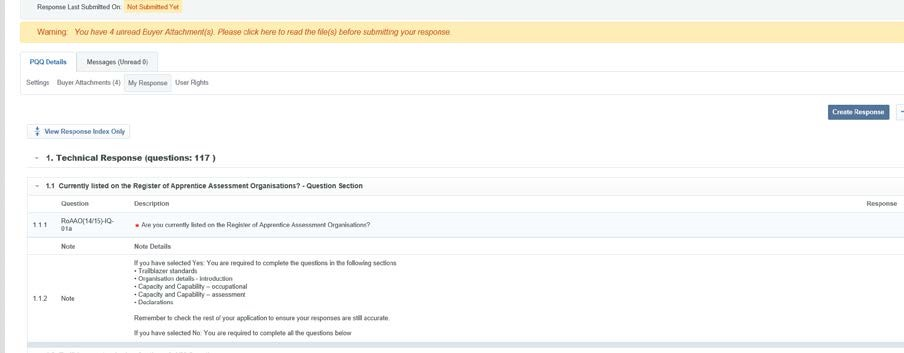 Response Last Submitted On: Not Submitted Yet
Warning: You have 4 unread Buyer Attachment(s). Please click here to read the file(s) before submitting your response.
PQQ Details Messages (Unread 0)
Settings Buyer Attachments (4) My Response User Rights
Create Response
View Response Index Only
1. Technical Response (questions: 117 )
1.1 Currently listed on the Register of Apprentice Assessment Organisations? - Question Section
Question Description Response
1.1.1 RoAAO(14/15)-IQ-01a * Are you currently listed on the Register of Apprentice Assessment Organisations?
Note Note Details
1.1.2 Note
If you have selected Yes: You are required to complete the questions in the following sections
• Trailblazer standards
• Organisation details - introduction
• Capacity and Capability – occupational
• Capacity and Capability – assessment
• Declarations
Remember to check the rest of your application to ensure your responses are still accurate.
If you have selected No: You are required to complete all the questions below